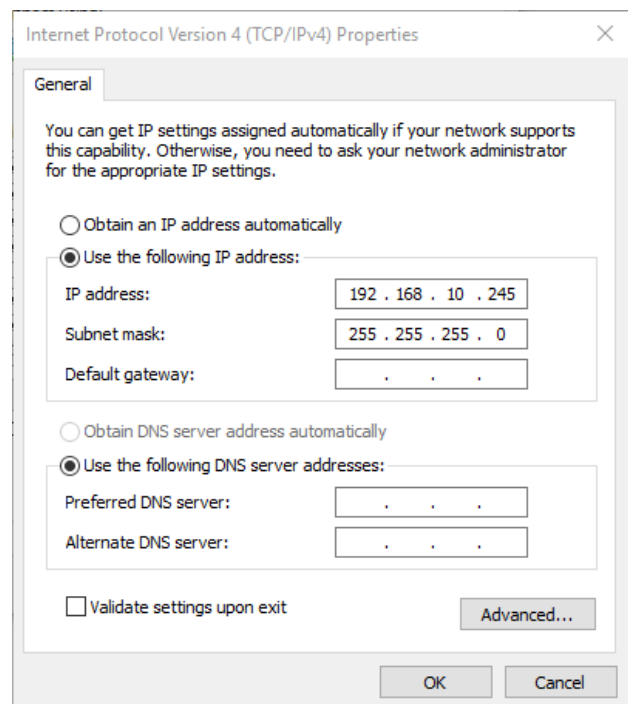 Internet Protocol Version 4 (TCP/IPv4) Properties
General
You can get IP settings assigned automatically if your network supports
this capability. Otherwise, you need to ask your network administrator
for the appropriate IP settings.
Obtain an IP address automatically
Use the following IP address:
IP address: 192 . 168 . 10 . 245
Subnet mask: 255 . 255 . 255 . 0
Default gateway: . . .
Obtain DNS server address automatically
Use the following DNS server addresses:
Preferred DNS server: . . .
Alternate DNS server: . . .
Validate settings upon exit
Advanced...
OK Cancel